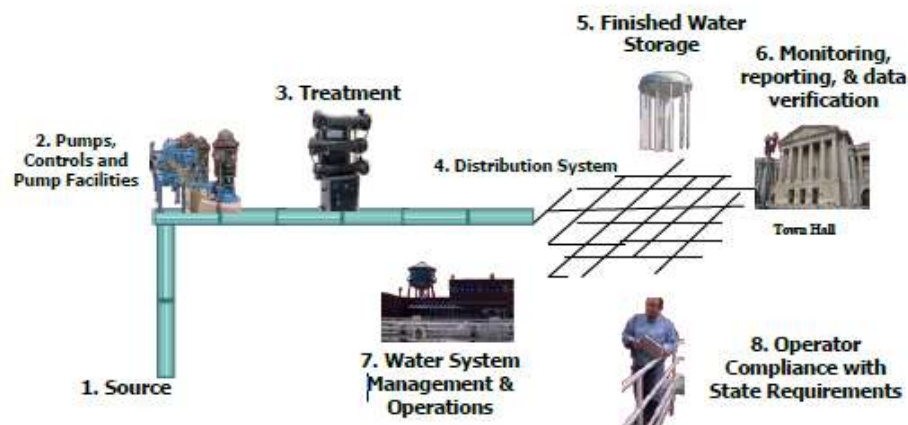 1. Source
2. Pumps,
Controls and
Pump Facilities
3. Treatment
4. Distribution System
5. Finished Water
Storage
6. Monitoring,
reporting, & data
verification
Town Hall
7. Water System
Management &
Operations
8. Operator
Compliance with
State Requirements